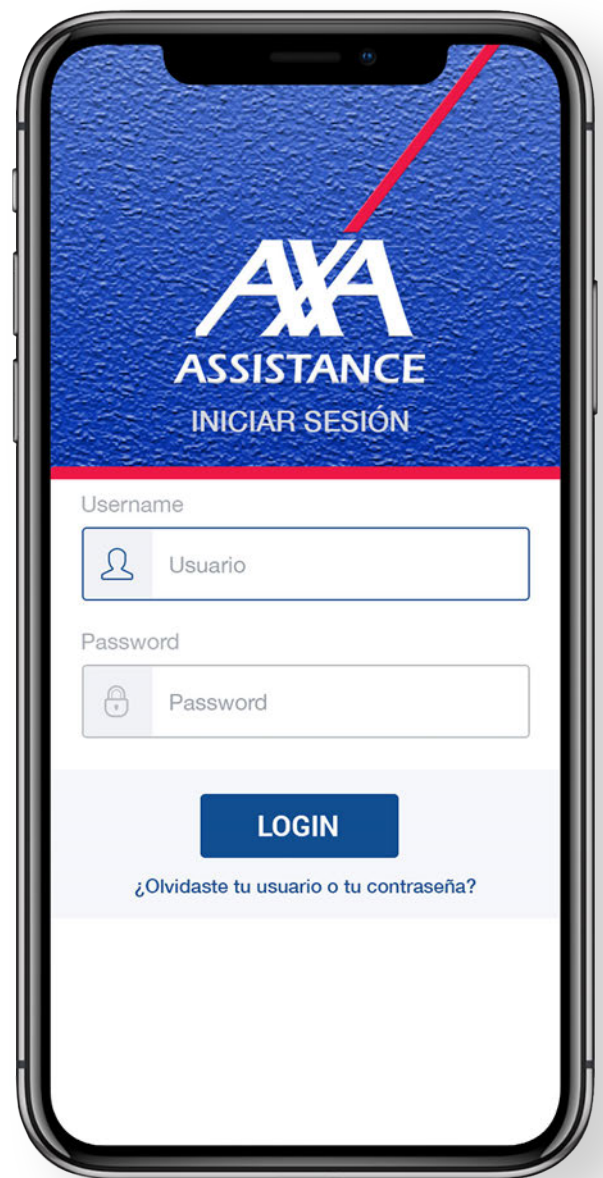 AXA
ASSISTANCE
INICIAR SESIÓN
Username
Usuario
Password
Password
LOGIN
¿Olvidaste tu usuario o tu contraseña?